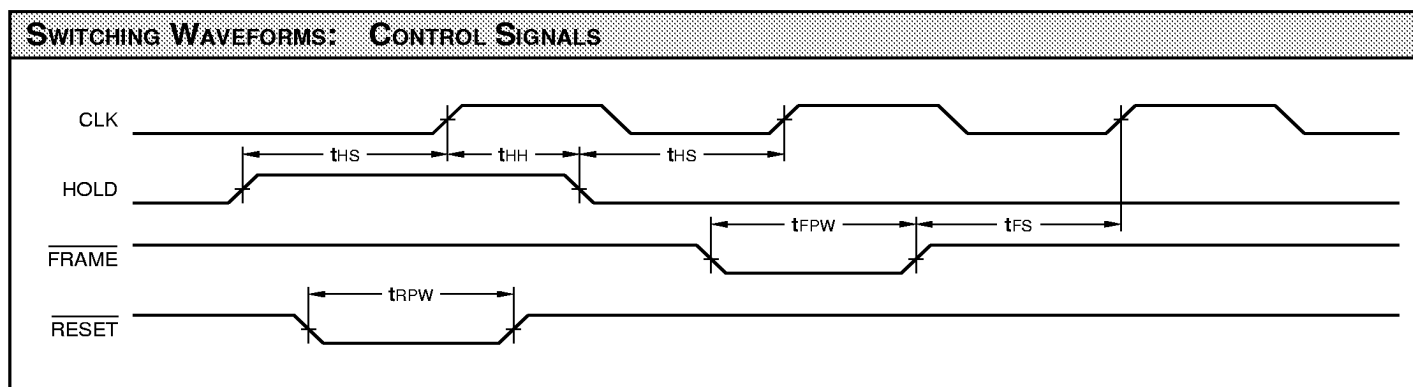 SWITCHING WAVEFORMS: CONTROL SIGNALS
CLK
tHS tHH tHS
HOLD
tFPW tFS
FRAME
tRPW
RESET